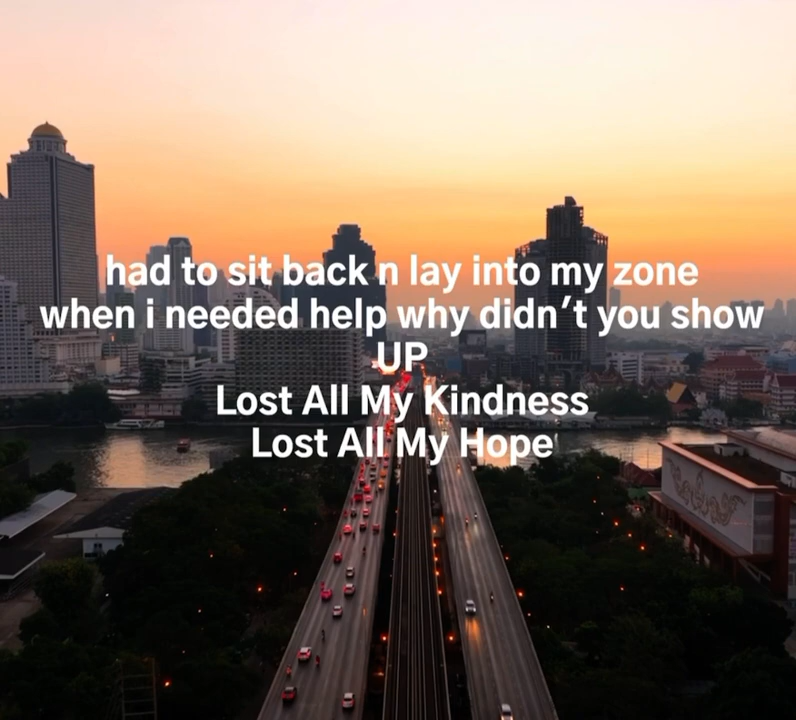 had to sit back n lay into my zone
when i needed help why didn't you show
UP
Lost All My Kindness
Lost All My Hope